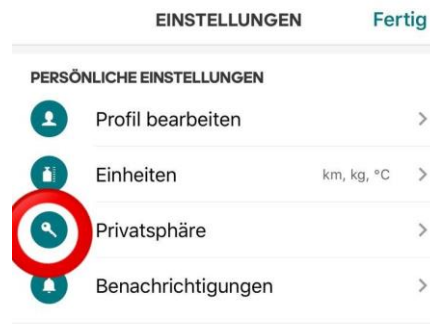 EINSTELLUNGEN Fertig
PERSÖNLICHE EINSTELLUNGEN
Profil bearbeiten
Einheiten km, kg, °C
Privatsphäre
Benachrichtigungen